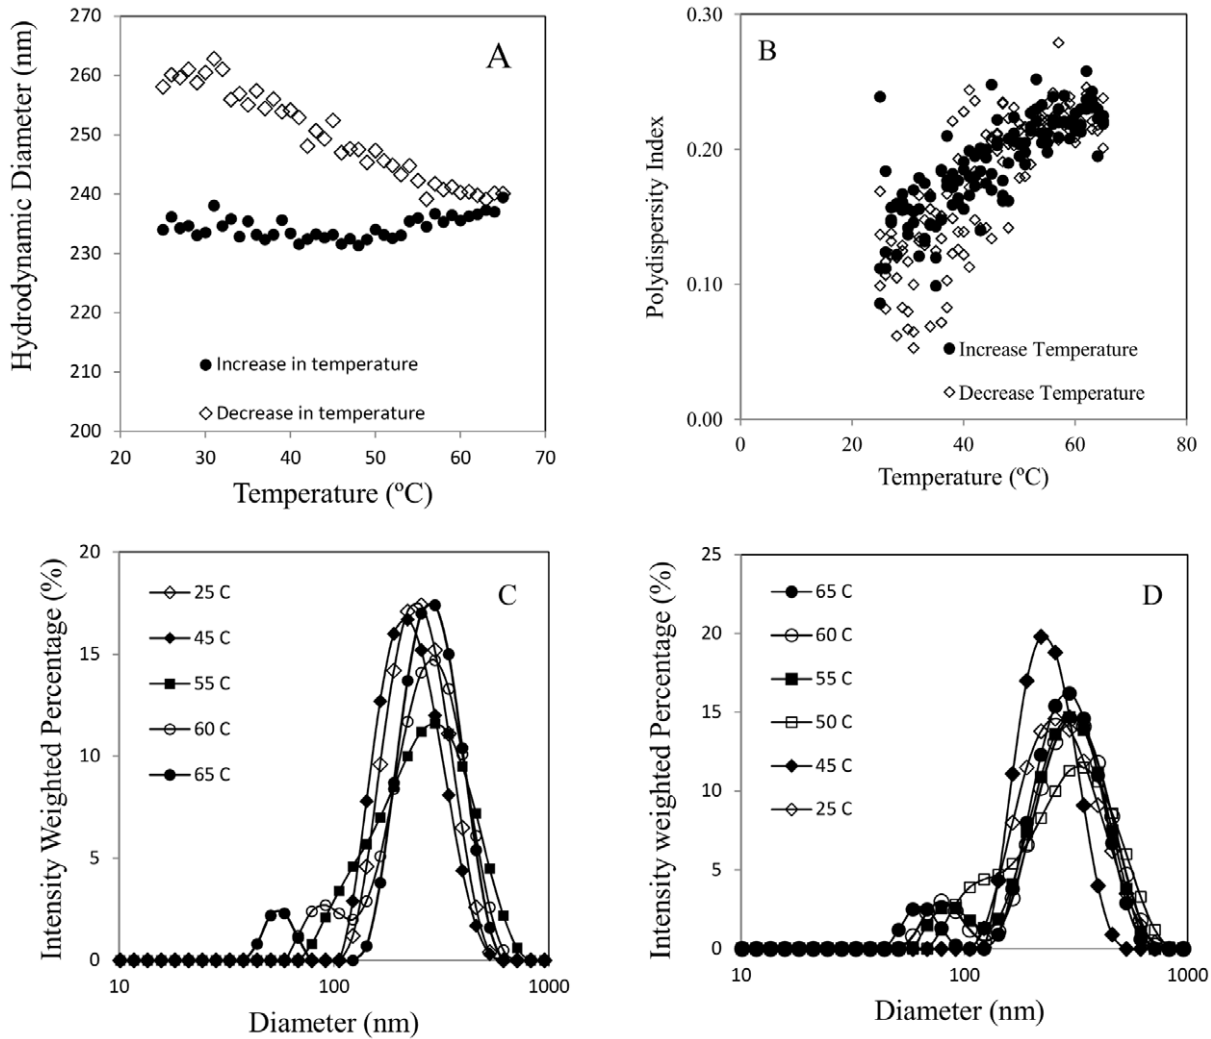 A
Hydrodynamic Diameter (nm)
270
260
250
240
230
220
210
200
Increase in temperature
Decrease in temperature
20 30 40 50 60 70
Temperature (ºC)
B
Polydispersity Index
0.30
0.20
0.10
0.00
Increase Temperature
Decrease Temperature
0 20 40 60 80
Temperature (ºC)
C
Intensity Weighted Percentage (%)
20
15
10
5
0
25 C
45 C
55 C
60 C
65 C
10 100 1000
Diameter (nm)
D
Intensity weighted Percentage (%)
25
20
15
10
5
0
65 C
60 C
55 C
50 C
45 C
25 C
10 100 1000
Diameter (nm)